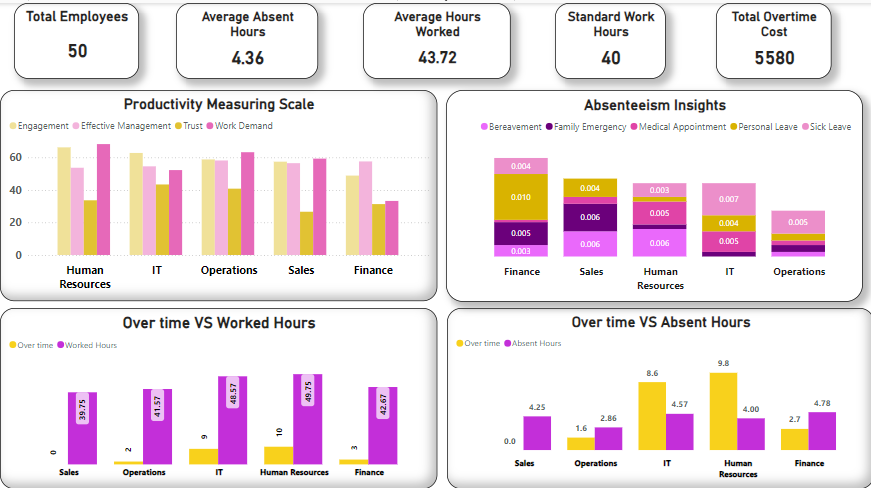 Total Employees
50
Average Absent
Hours
4.36
Average Hours
Worked
43.72
Standard Work
Hours
40
Total Overtime
Cost
5580
Productivity Measuring Scale
Engagement Effective Management Trust Work Demand
60
40
20
0
Human
Resources
IT
Operations
Sales
Finance
Absenteeism Insights
Bereavement Family Emergency Medical Appointment Personal Leave Sick Leave
0.004
0.010
0.005
0.003
0.004
0.006
0.006
0.003
0.005
0.006
0.007
0.004
0.005
0.005
Finance
Sales
Human
Resources
IT
Operations
Over time VS Worked Hours
Over time Worked Hours
0
39.75
2
41.57
9
48.57
10
49.75
3
42.67
Sales
Operations
IT
Human Resources
Finance
Over time VS Absent Hours
Over time Absent Hours
0.0
4.25
1.6
2.86
8.6
4.57
9.8
4.00
2.7
4.78
Sales
Operations
IT
Human
Resources
Finance